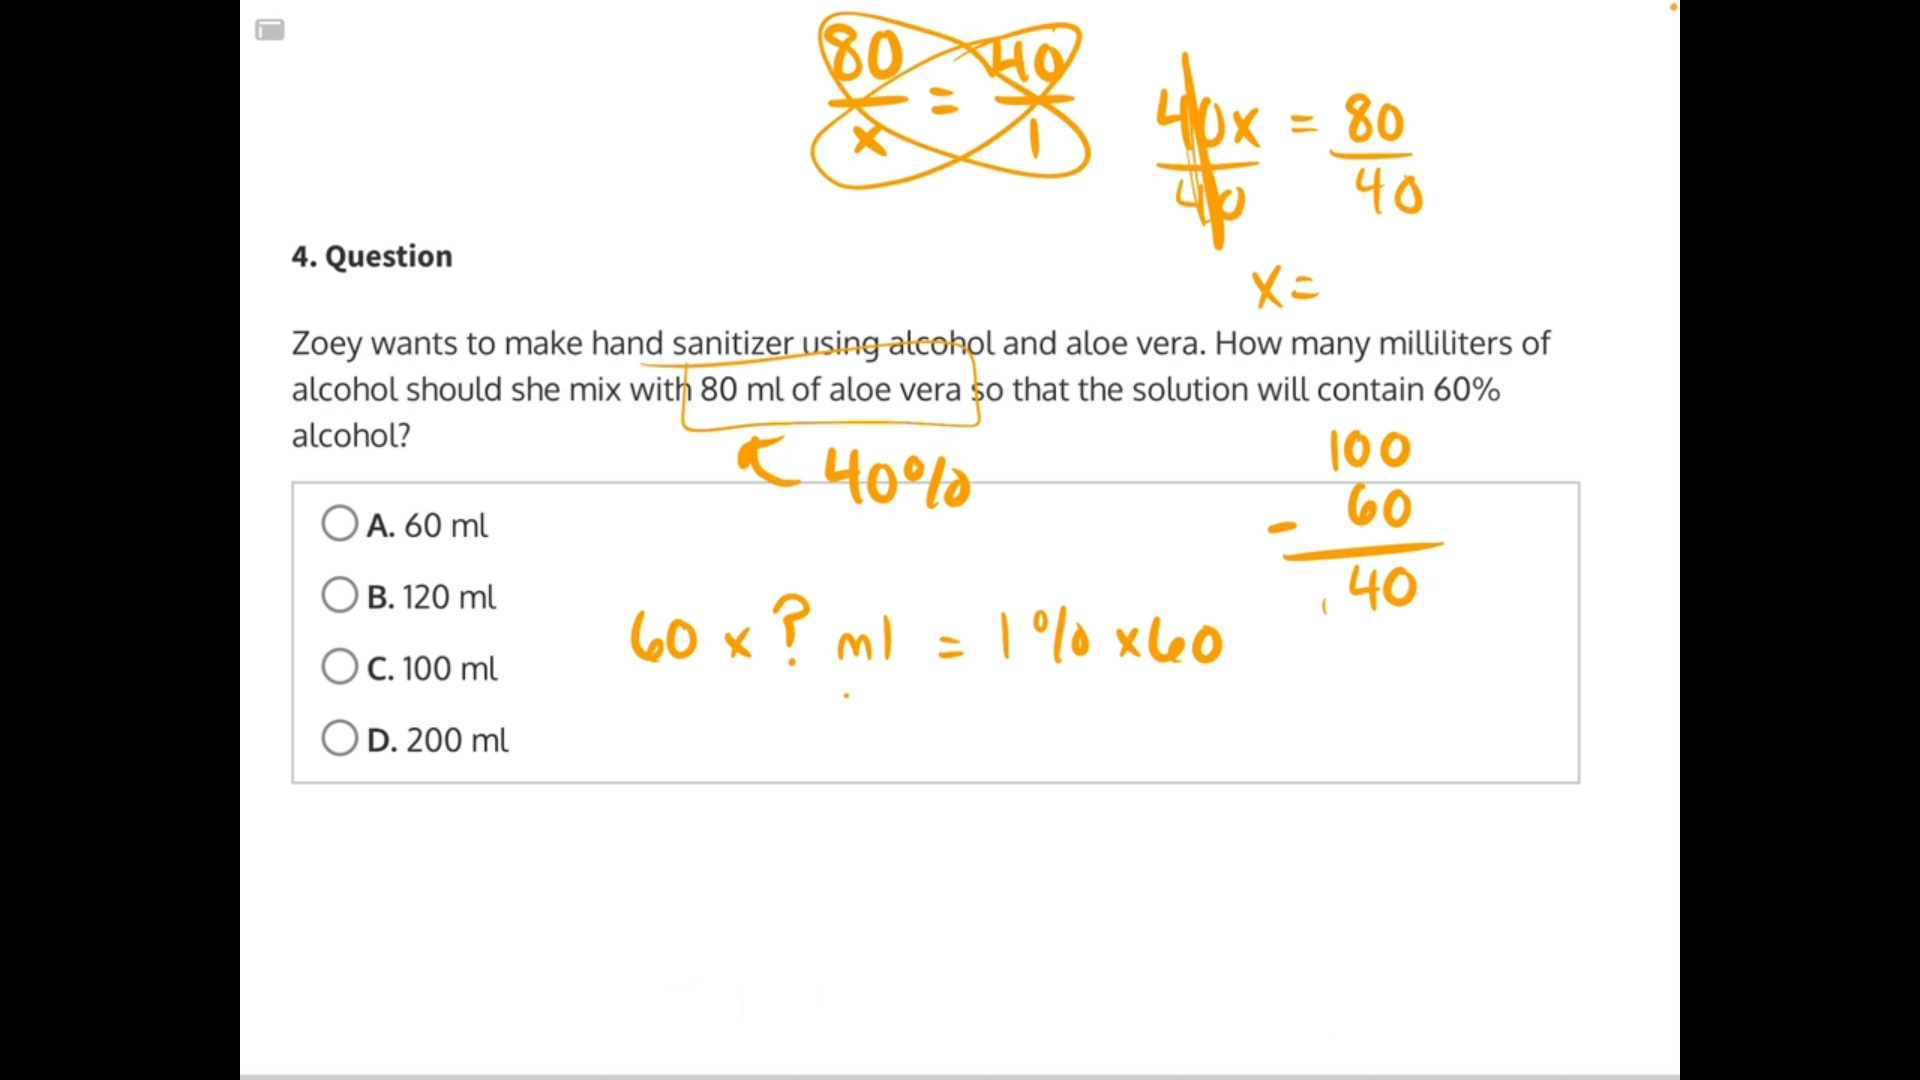 80 = 40
x 1
40x = 80
40 40
x =
4. Question
Zoey wants to make hand sanitizer using alcohol and aloe vera. How many milliliters of
alcohol should she mix with 80 ml of aloe vera so that the solution will contain 60%
alcohol?
40%
100
- 60
40
A. 60 ml
B. 120 ml
C. 100 ml
D. 200 ml
60 x ? ml = 1% x 60